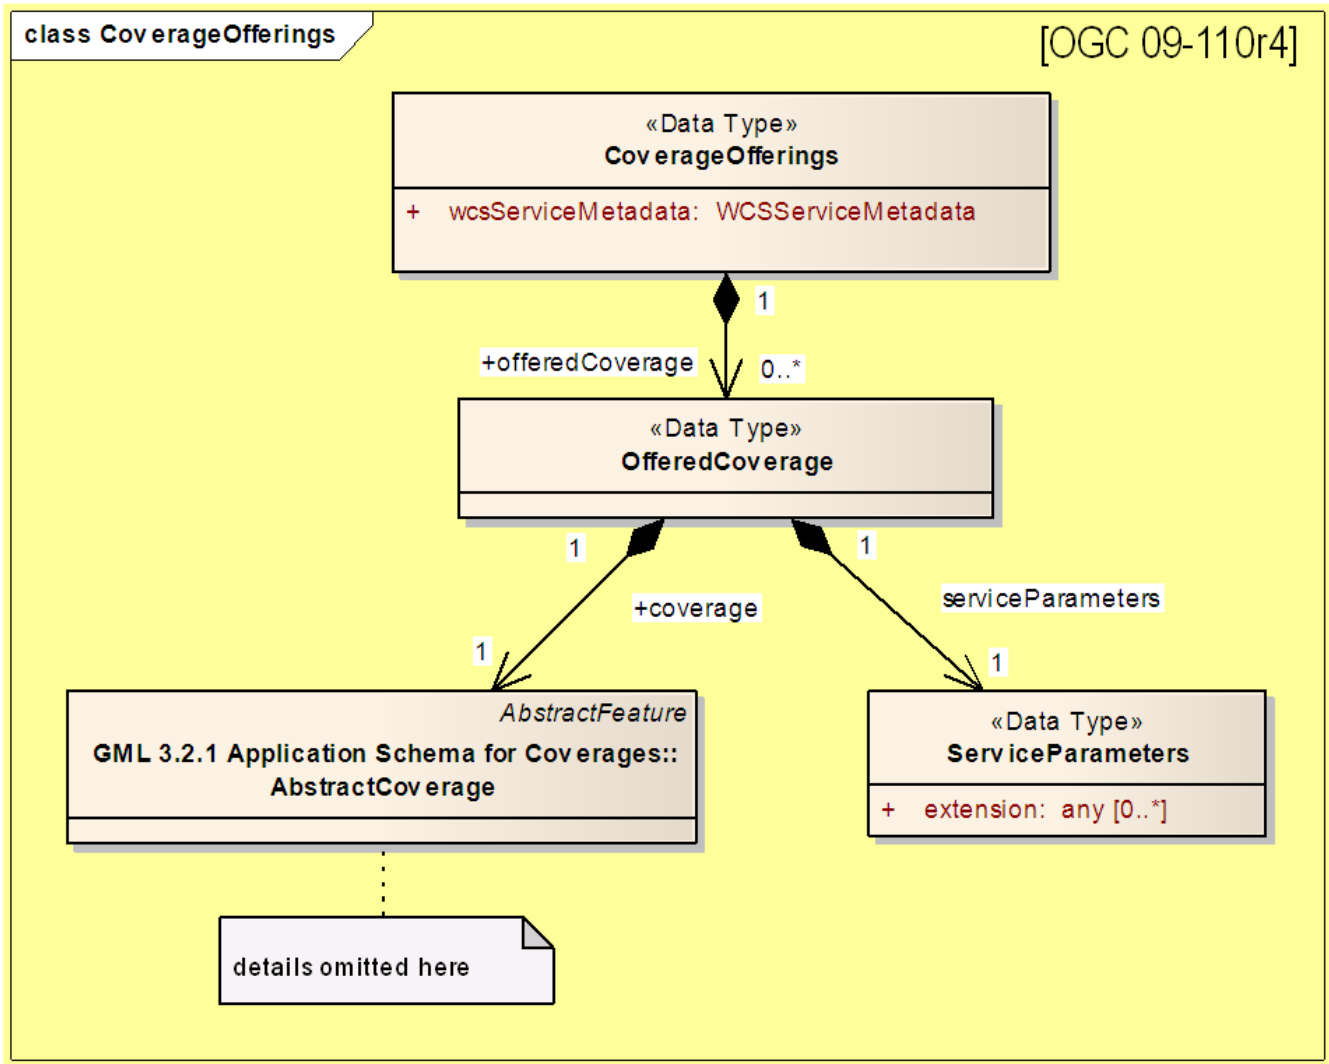 class CoverageOfferings
[OGC 09-110r4]
«Data Type»
CoverageOfferings
+ wcsServiceMetadata: WCSServiceMetadata
1
+offeredCoverage
0..*
«Data Type»
OfferedCoverage
1
1
+coverage
serviceParameters
1
1
AbstractFeature
GML 3.2.1 Application Schema for Coverages::
AbstractCoverage
«Data Type»
ServiceParameters
+ extension: any [0..*]
details omitted here